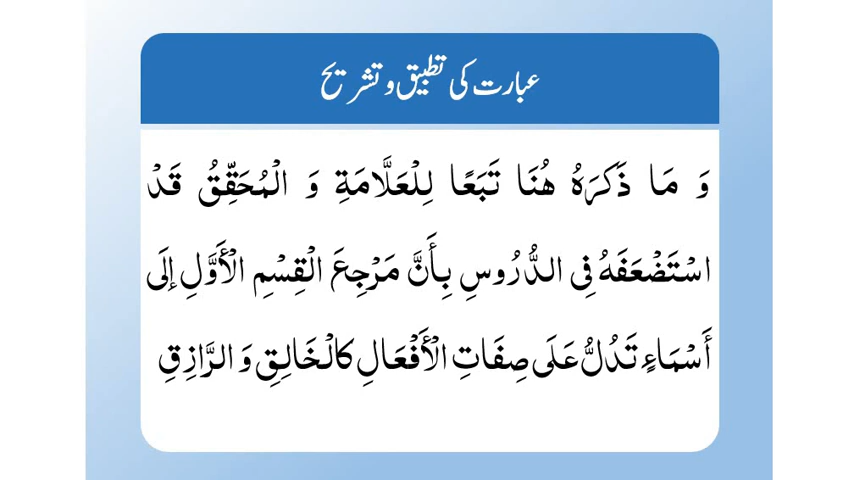 عبارت کی تطبیق و تشریح
وَ مَا ذَكَرَهُ هُنَا تَبَعًا لِلْعَلَّامَةِ وَ الْمُحَقِّقُ قَدْ
اسْتَضْعَفَهُ فِى الدُّرُوسِ بِأَنَّ مَرْجِعَ الْقِسْمِ الْأَوَّلِ إِلَى
أَسْمَاءٍ تَدُلُّ عَلَى صِفَاتِ الْأَفْعَالِ كَالْخَالِقِ وَ الرَّازِقِ